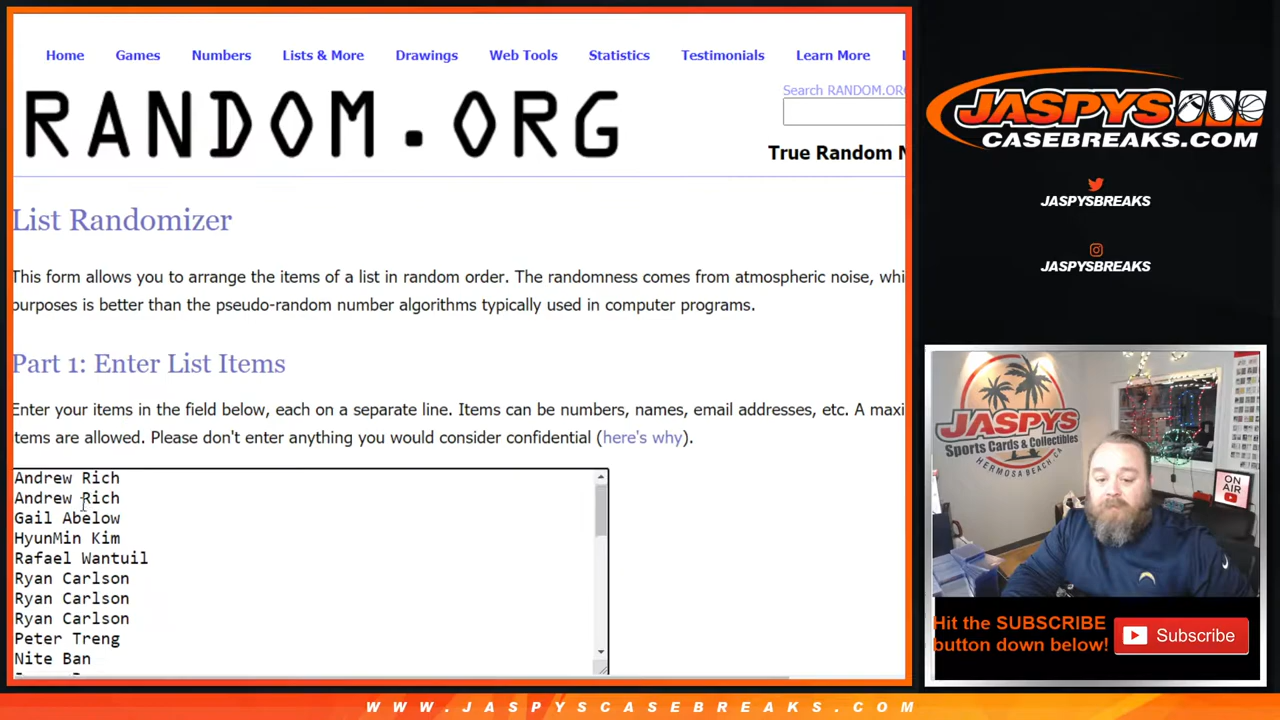 Home Games Numbers Lists & More Drawings Web Tools Statistics Testimonials Learn More
Search RANDOM.ORG
RANDOM.ORG
True Random N
List Randomizer
This form allows you to arrange the items of a list in random order. The randomness comes from atmospheric noise, whi
purposes is better than the pseudo-random number algorithms typically used in computer programs.
Part 1: Enter List Items
Enter your items in the field below, each on a separate line. Items can be numbers, names, email addresses, etc. A maxi
items are allowed. Please don't enter anything you would consider confidential (here's why).
Andrew Rich
Andrew Rich
Gail Abelow
HyunMin Kim
Rafael Wantuil
Ryan Carlson
Ryan Carlson
Ryan Carlson
Peter Treng
Nite Ban
JASPYS
CASEBREAKS.COM
JASPYSBREAKS
JASPYSBREAKS
JASPYS
Sports Cards & Collectibles
HERMOSA BEACH CA
ON
AIR
Hit the SUBSCRIBE
button down below!
Subscribe
WWW.JASPYSCASEBREAKS.COM